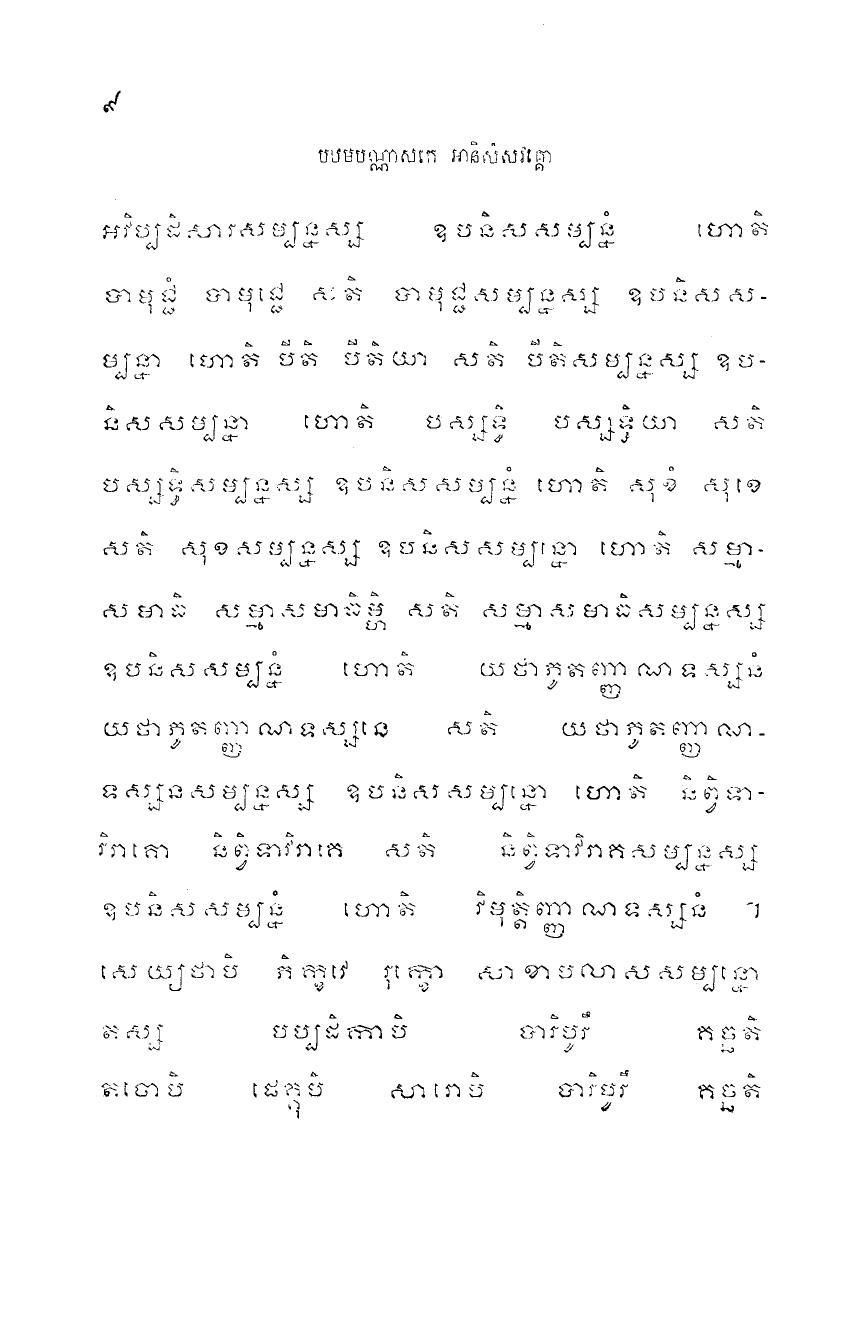 ៩
បឋមបណ្ណាសកេ អានិសំសវគ្គោ
អវិប្បដិសារសម្បន្នស្ស ឧបនិសសម្បន្នំ ហោតិ
បាមុជ្ជំ បាមុជ្ជេ សតិ បាមុជ្ជសម្បន្នស្ស ឧបនិសស-
ម្បន្នា ហោតិ បីតិ បីតិយា សតិ បីតិសម្បន្នស្ស ឧប-
និសសម្បន្នា ហោតិ បស្សទ្ធិ បស្សទ្ធិយា សតិ
បស្សទ្ធិសម្បន្នស្ស ឧបនិសសម្បន្នំ ហោតិ សុខំ សុខេ
សតិ សុខសម្បន្នស្ស ឧបនិសសម្បន្នោ ហោតិ សម្មា-
សមាធិ សម្មាសមាធិម្ហិ សតិ សម្មាសមាធិសម្បន្នស្ស
ឧបនិសសម្បន្នំ ហោតិ យថាភូតញ្ញាណទស្សនំ
យថាភូតញ្ញាណទស្សនេ សតិ យថាភូតញ្ញាណ-
ទស្សនសម្បន្នស្ស ឧបនិសសម្បន្នោ ហោតិ និព្វិទា-
វិរាគោ និព្វិទាវិរាគេ សតិ និព្វិទាវិរាគសម្បន្នស្ស
ឧបនិសសម្បន្នំ ហោតិ វិមុត្តិញ្ញាណទស្សនំ ។
សេយ្យថាបិ ភិក្ខវេ រុក្ខោ សាខាបលាសសម្បន្នោ
តស្ស បប្បដិកាបិ បារិបូរឹ គច្ឆតិ
តចោបិ ផេគ្គុបិ សារោបិ បារិបូរឹ គច្ឆតិ